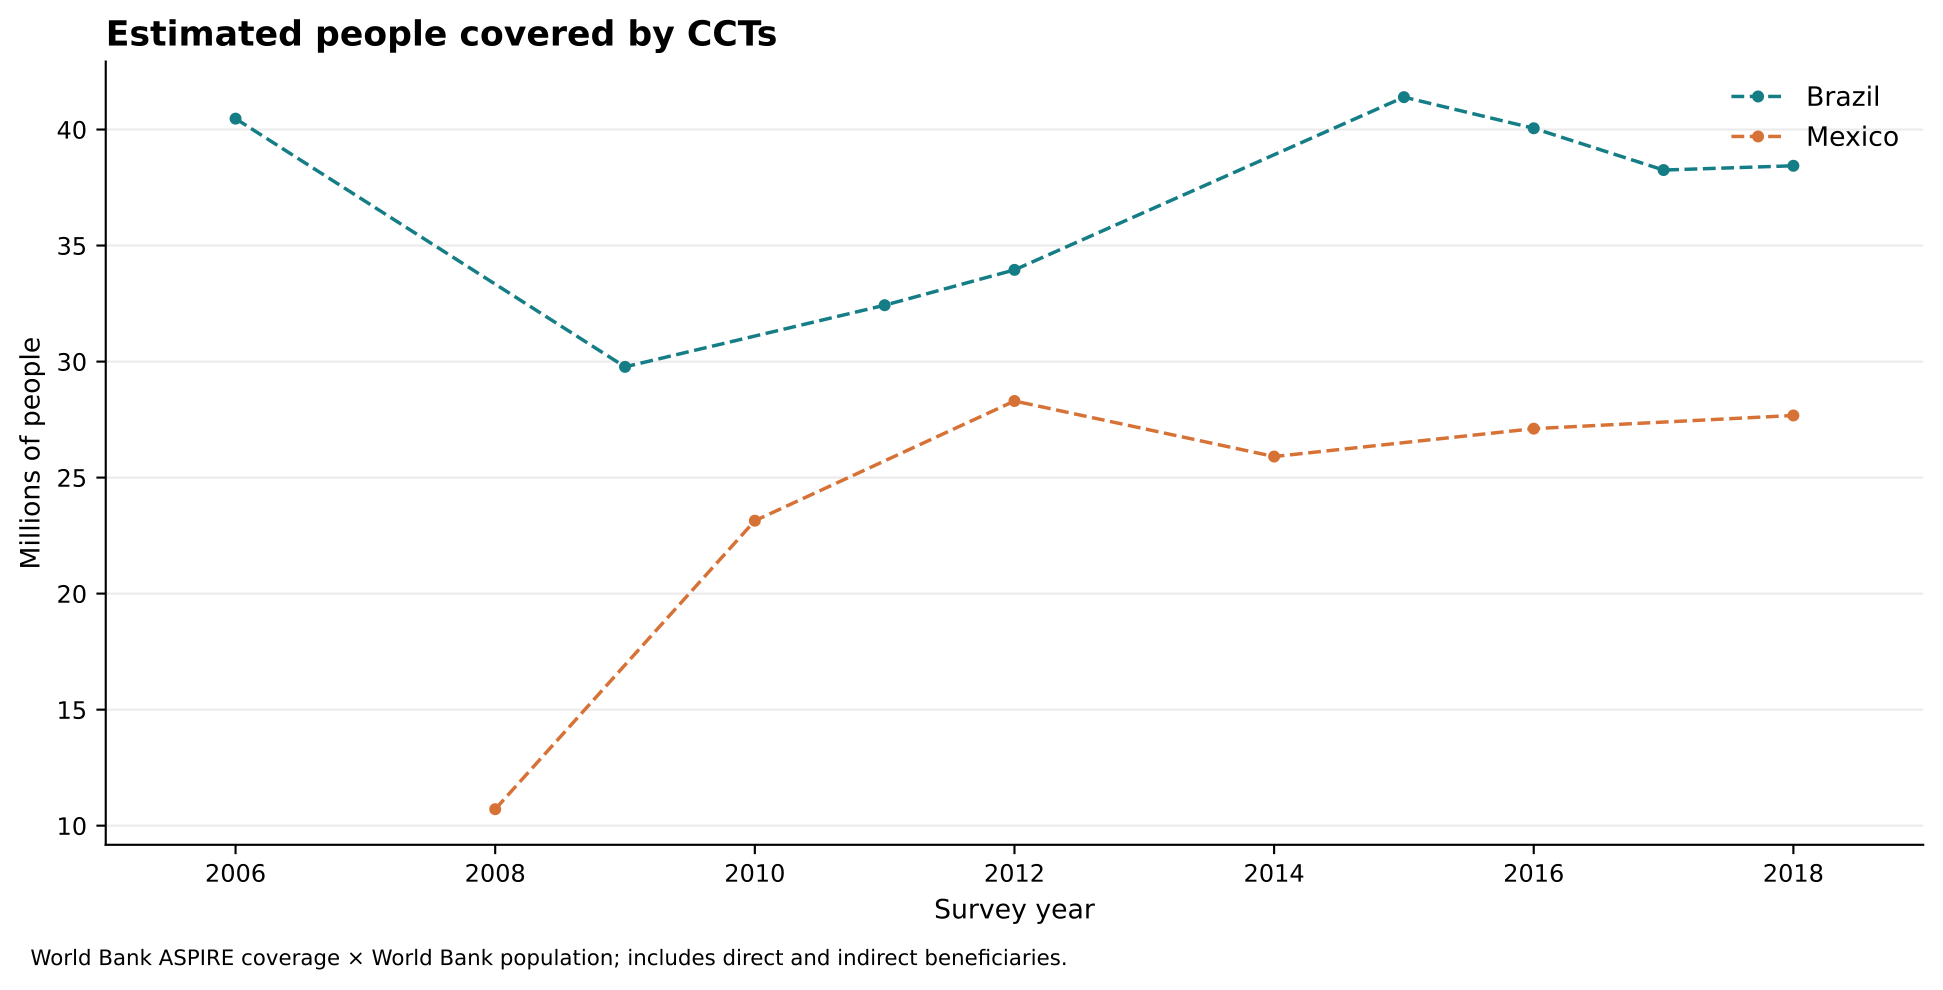 Estimated people covered by CCTs
Brazil
Mexico
40
35
30
25
20
15
10
Millions of people
2006 2008 2010 2012 2014 2016 2018
Survey year
World Bank ASPIRE coverage × World Bank population; includes direct and indirect beneficiaries.